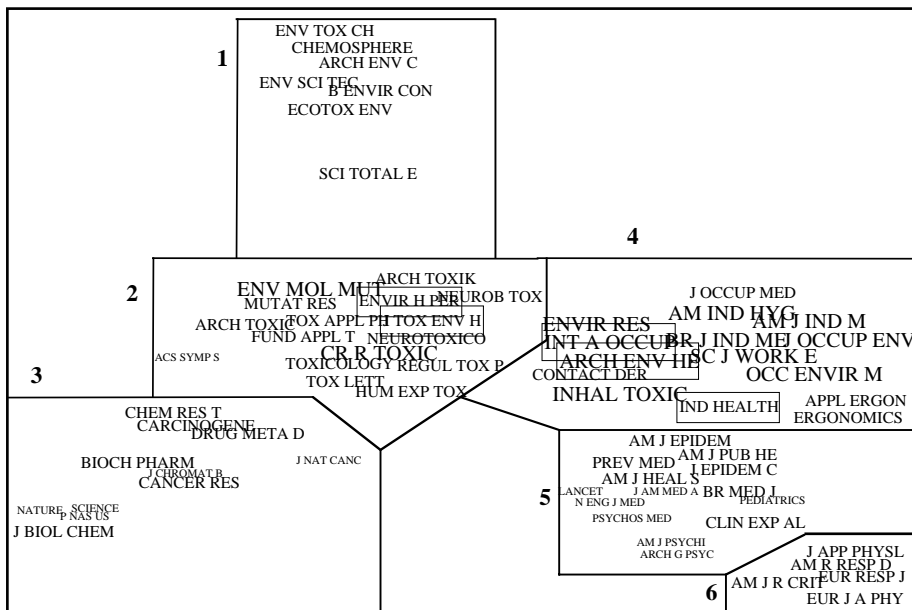 1
ENV TOX CH
CHEMOSPHERE
ARCH ENV C
ENV SCI TEC
B ENVIR CON
ECOTOX ENV
SCI TOTAL E
2
ARCH TOXIK
ENV MOL MUT
ENVIR H PER
NEUROB TOX
MUTAT RES
ARCH TOXIC
TOX APPL PH
J TOX ENV H
FUND APPL T
NEUROTOXICO
ACS SYMP S
CR R TOXIC
TOXICOLOGY
REGUL TOX P
TOX LETT
HUM EXP TOX
3
CHEM RES T
CARCINOGENE
DRUG META D
BIOCH PHARM
J CHROMAT B
CANCER RES
J NAT CANC
NATURE
SCIENCE
P NAS US
J BIOL CHEM
4
J OCCUP MED
AM IND HYG
AM J IND M
ENVIR RES
INT A OCCUP
BR J IND ME
J OCCUP ENV
ARCH ENV HE
SC J WORK E
CONTACT DER
OCC ENVIR M
INHAL TOXIC
IND HEALTH
APPL ERGON
ERGONOMICS
5
AM J EPIDEM
AM J PUB HE
PREV MED
J EPIDEM C
AM J HEAL S
LANCET
J AM MED A
BR MED J
N ENG J MED
PEDIATRICS
PSYCHOS MED
CLIN EXP AL
AM J PSYCHI
ARCH G PSYC
6
J APP PHYSL
AM R RESP D
EUR RESP J
AM J R CRIT
EUR J A PHY